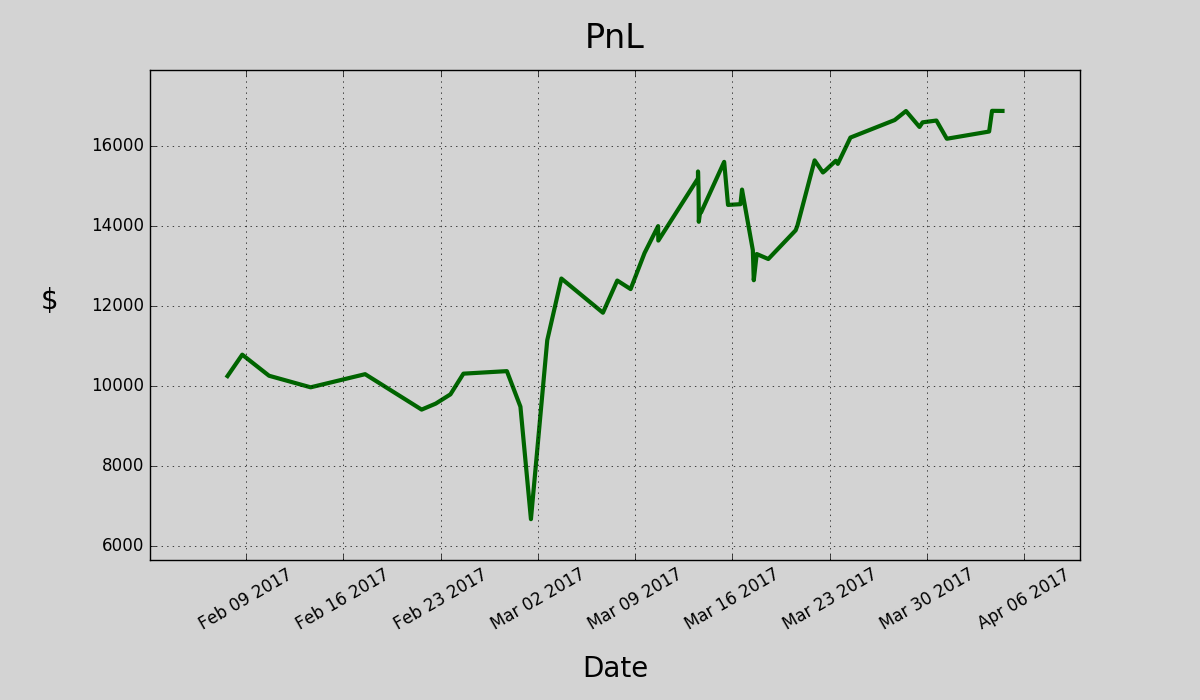 PnL
$
16000
14000
12000
10000
8000
6000
Feb 09 2017
Feb 16 2017
Feb 23 2017
Mar 02 2017
Mar 09 2017
Mar 16 2017
Mar 23 2017
Mar 30 2017
Apr 06 2017
Date